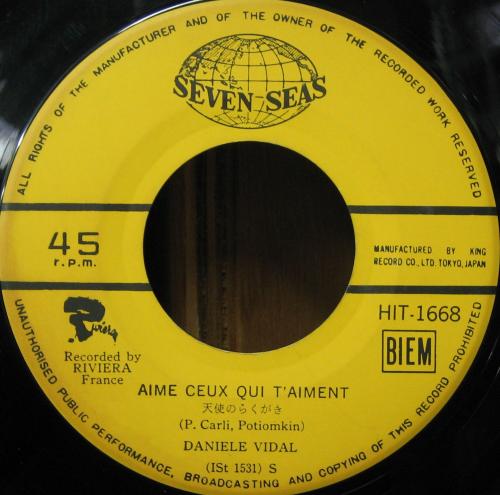 ALL RIGHTS OF THE MANUFACTURER AND OF THE OWNER OF THE RECORDED WORK RESERVED
SEVEN SEAS
45
r.p.m.
MANUFACTURED BY KING
RECORD CO., LTD. TOKYO, JAPAN
Riviera
Recorded by
RIVIERA
France
HIT-1668
BIEM
AIME CEUX QUI T'AIMENT
天使のらくがき
(P. Carli, Potiomkin)
DANIELE VIDAL
(ISt 1531) S
UNAUTHORISED PUBLIC PERFORMANCE, BROADCASTING AND COPYING OF THIS RECORD PROHIBITED